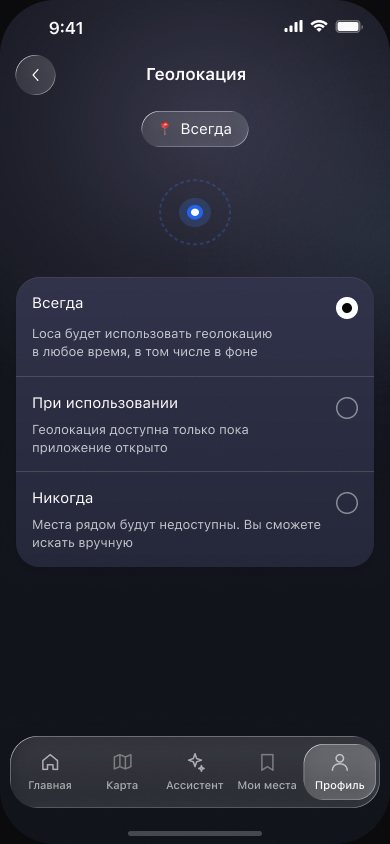 9:41
Геолокация
Всегда
Всегда
Loca будет использовать геолокацию
в любое время, в том числе в фоне
При использовании
Геолокация доступна только пока
приложение открыто
Никогда
Места рядом будут недоступны. Вы сможете
искать вручную
Главная
Карта
Ассистент
Мои места
Профиль